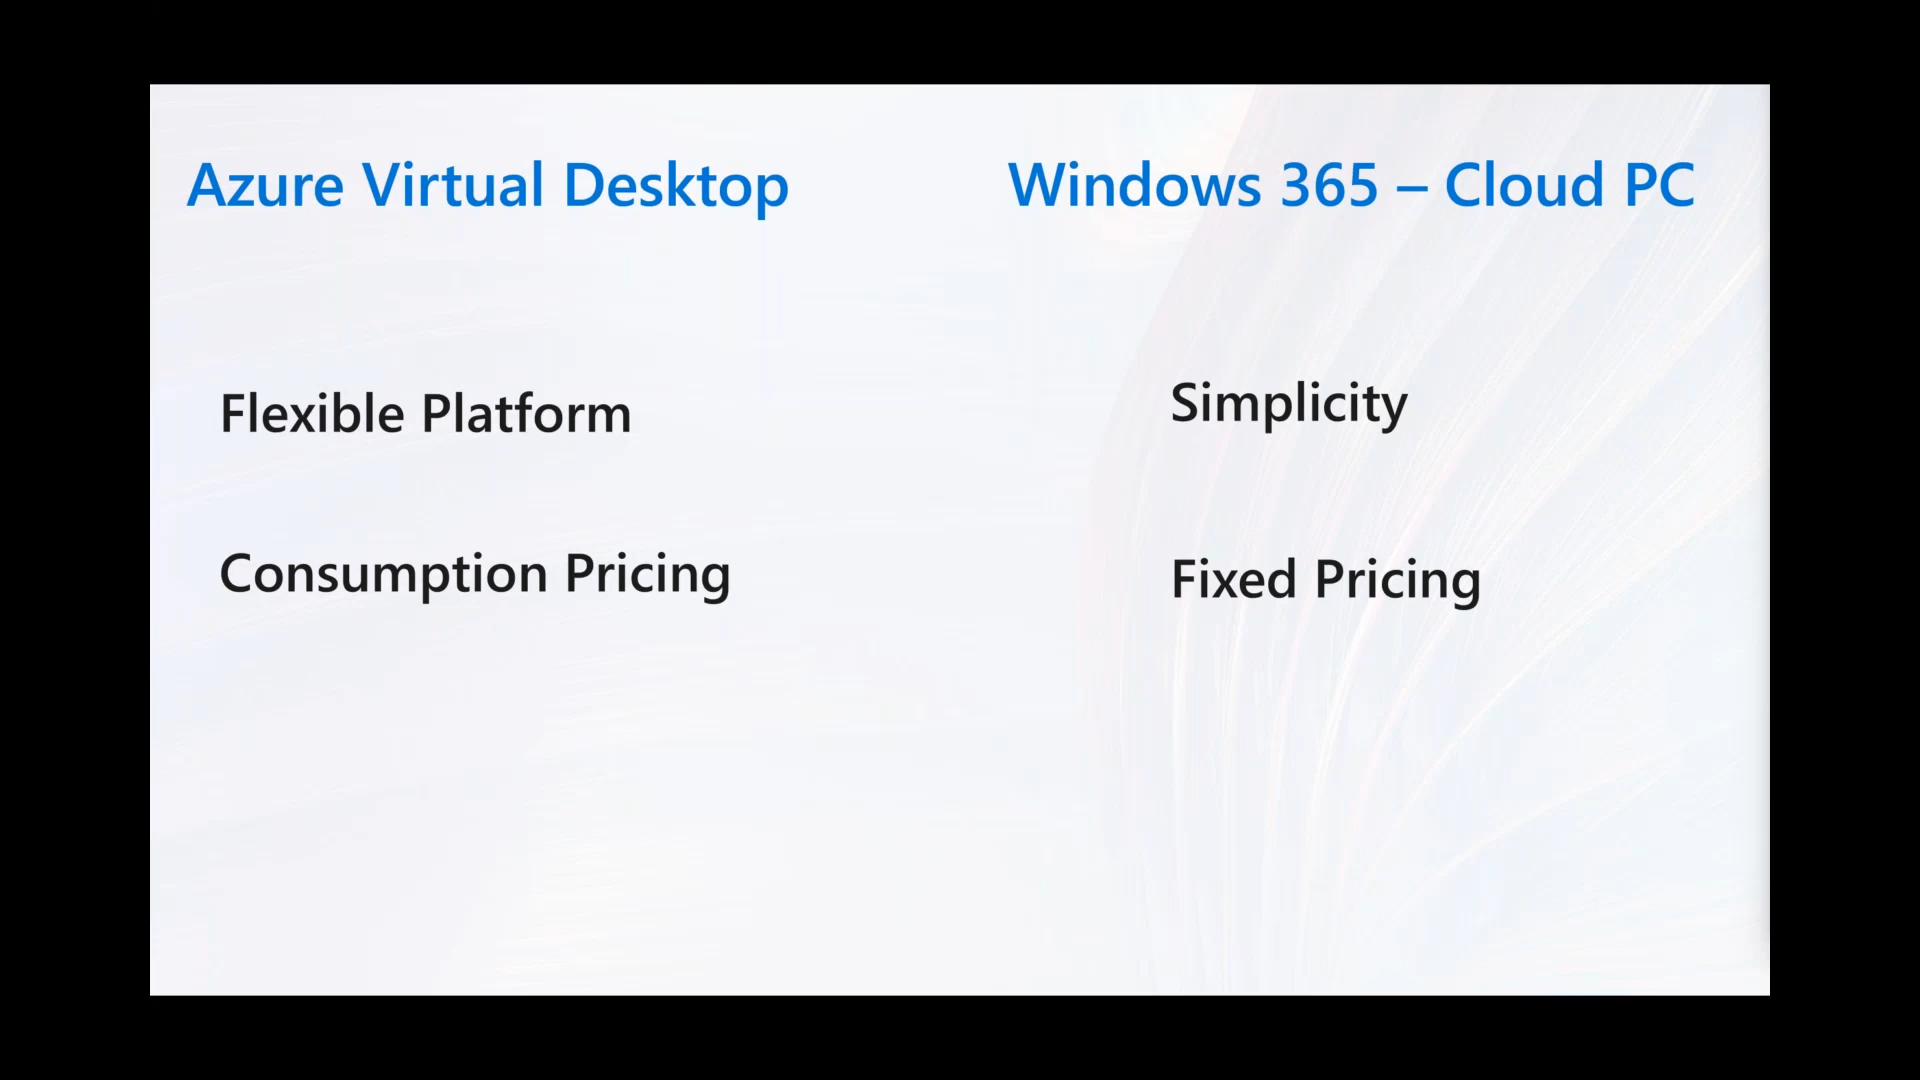 Azure Virtual Desktop
Flexible Platform
Consumption Pricing
Windows 365 – Cloud PC
Simplicity
Fixed Pricing